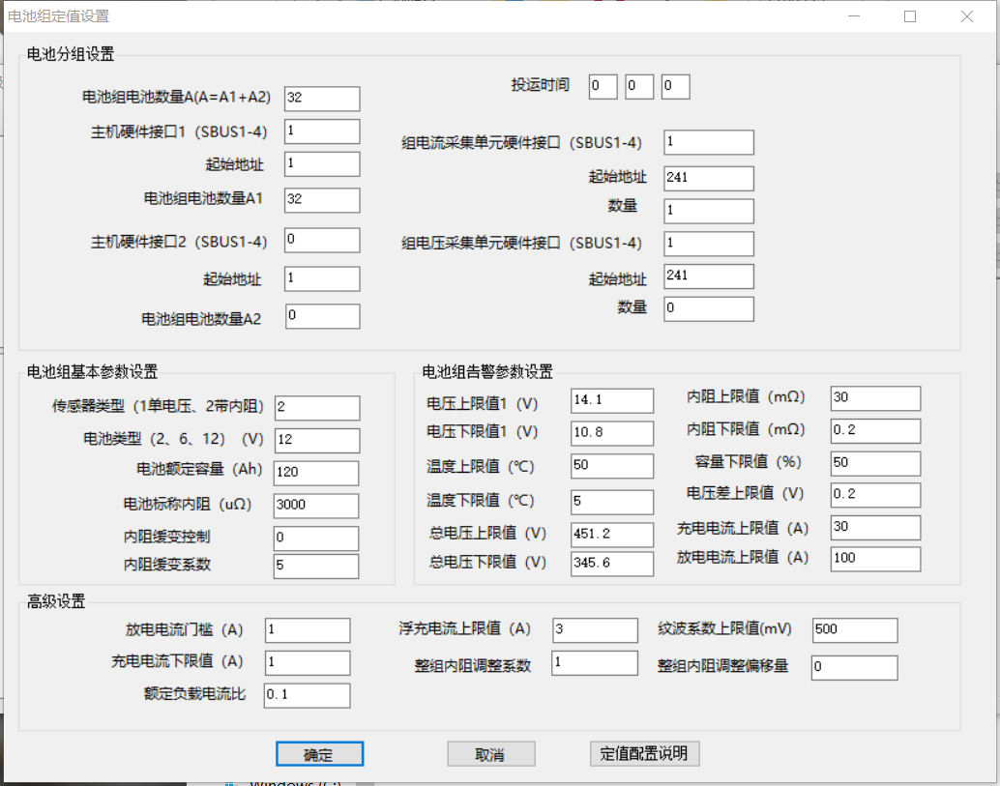 电池组定值设置
电池分组设置
电池组电池数量A(A=A1+A2) 32
主机硬件接口1（SBUS1-4） 1
起始地址 1
电池组电池数量A1 32
主机硬件接口2（SBUS1-4） 0
起始地址 1
电池组电池数量A2 0
投运时间 0 0 0
组电流采集单元硬件接口（SBUS1-4） 1
起始地址 241
数量 1
组电压采集单元硬件接口（SBUS1-4） 1
起始地址 241
数量 0
电池组基本参数设置
传感器类型（1单电压、2带内阻） 2
电池类型（2、6、12）（V） 12
电池额定容量（Ah） 120
电池标称内阻（uΩ） 3000
内阻缓变控制 0
内阻缓变系数 5
电池组告警参数设置
电压上限值1（V） 14.1
电压下限值1（V） 10.8
温度上限值（℃） 50
温度下限值（℃） 5
总电压上限值（V） 451.2
总电压下限值（V） 345.6
内阻上限值（mΩ） 30
内阻下限值（mΩ） 0.2
容量下限值（%） 50
电压差上限值（V） 0.2
充电电流上限值（A） 30
放电电流上限值（A） 100
高级设置
放电电流门槛（A） 1
充电电流下限值（A） 1
额定负载电流比 0.1
浮充电流上限值（A） 3
整组内阻调整系数 1
纹波系数上限值(mV) 500
整组内阻调整偏移量 0
确定 取消 定值配置说明